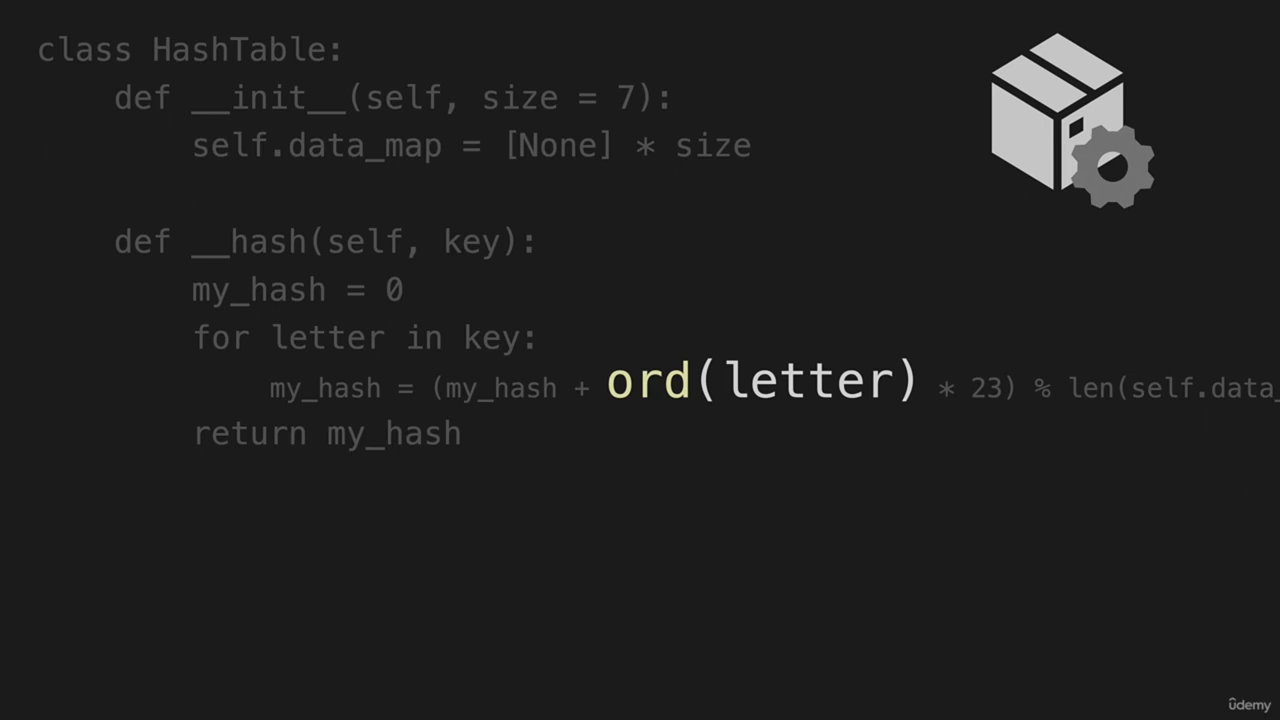 class HashTable:
def __init__(self, size = 7):
self.data_map = [None] * size
def __hash(self, key):
my_hash = 0
for letter in key:
my_hash = (my_hash + ord(letter) * 23) % len(self.data_
return my_hash
ûdemy